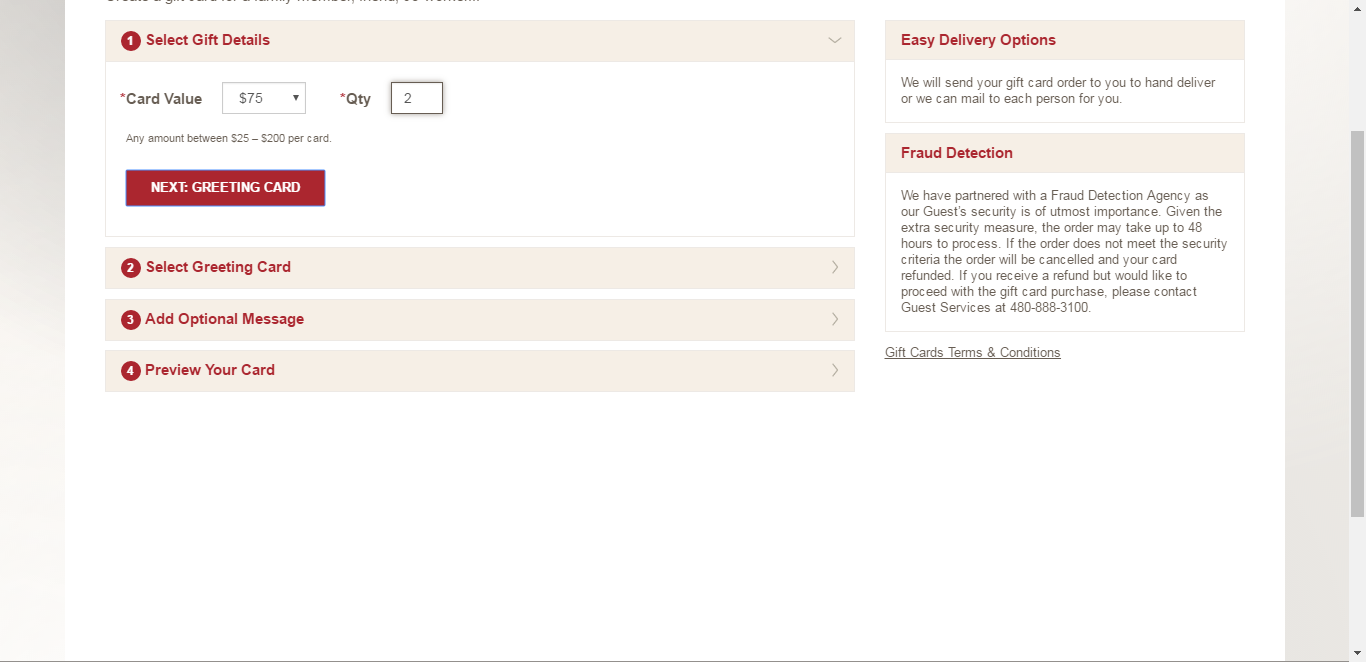 1 Select Gift Details
*Card Value $75 *Qty 2
Any amount between $25 – $200 per card.
NEXT: GREETING CARD
2 Select Greeting Card
3 Add Optional Message
4 Preview Your Card
Easy Delivery Options
We will send your gift card order to you to hand deliver
or we can mail to each person for you.
Fraud Detection
We have partnered with a Fraud Detection Agency as
our Guest's security is of utmost importance. Given the
extra security measure, the order may take up to 48
hours to process. If the order does not meet the security
criteria the order will be cancelled and your card
refunded. If you receive a refund but would like to
proceed with the gift card purchase, please contact
Guest Services at 480-888-3100.
Gift Cards Terms & Conditions